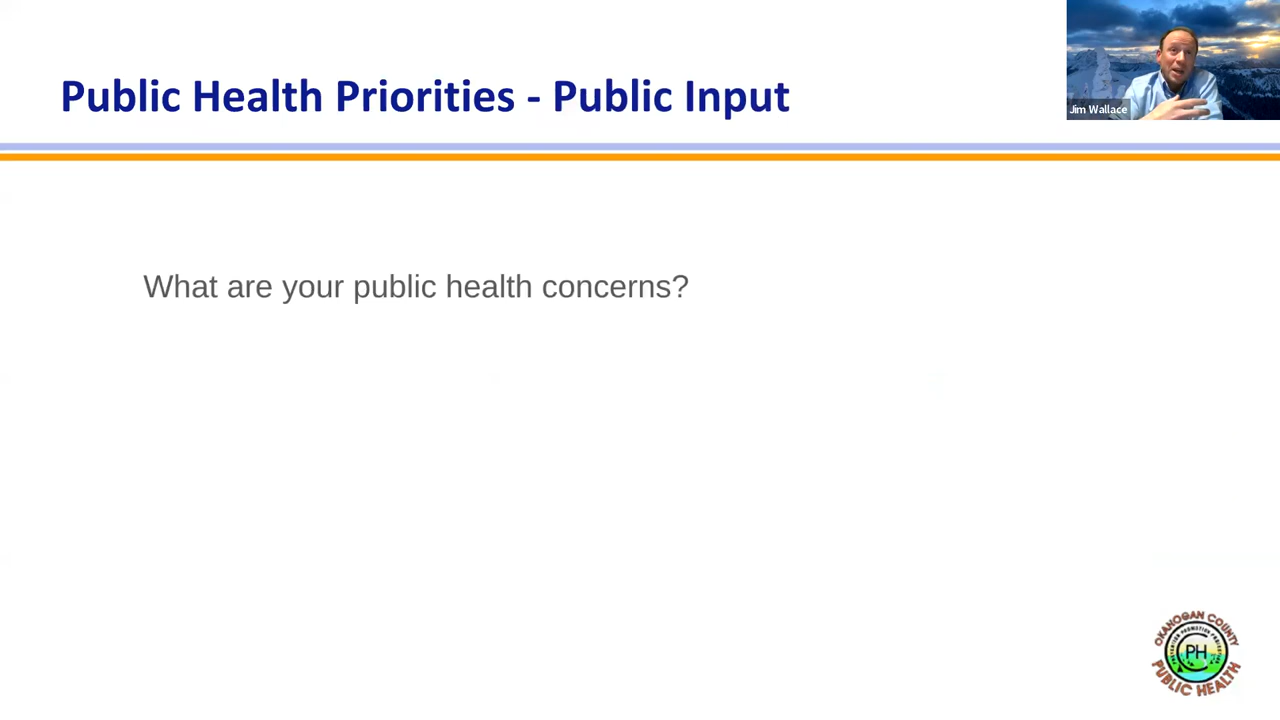 Public Health Priorities - Public Input
Jim Wallace
What are your public health concerns?
OKANOGAN COUNTY
PH
PUBLIC HEALTH